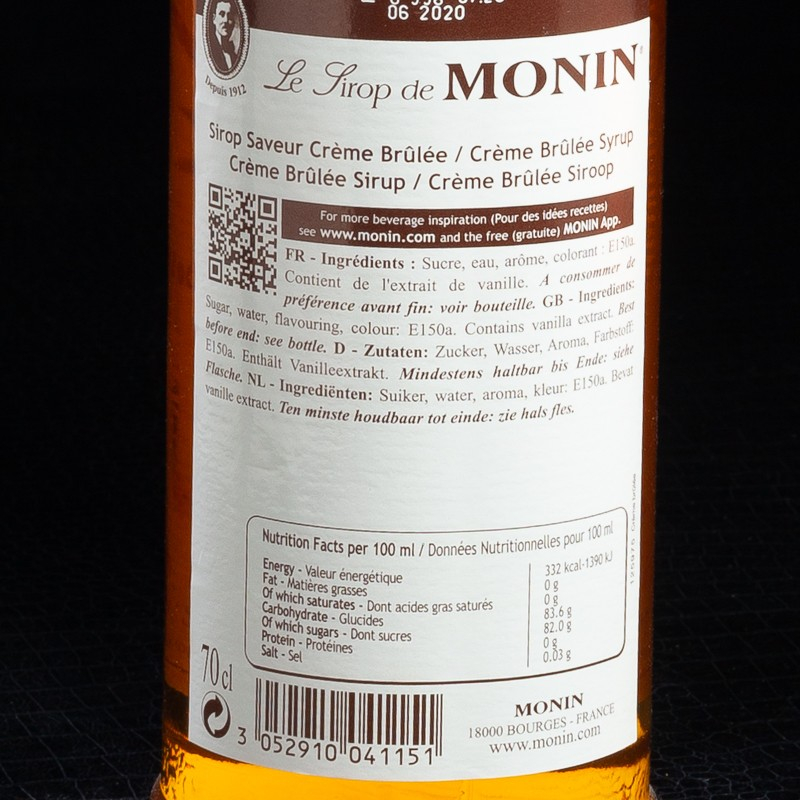 06 2020
Depuis 1912
Le Sirop de MONIN
Sirop Saveur Crème Brûlée / Crème Brûlée Syrup
Crème Brûlée Sirup / Crème Brûlée Siroop
For more beverage inspiration (Pour des idées recettes)
see www.monin.com and the free (gratuite) MONIN App.
FR - Ingrédients : Sucre, eau, arôme, colorant : E150a.
Contient de l'extrait de vanille. A consommer de
préférence avant fin: voir bouteille. GB - Ingredients:
Sugar, water, flavouring, colour: E150a. Contains vanilla extract. Best
before end: see bottle. D - Zutaten: Zucker, Wasser, Aroma, Farbstoff:
E150a. Enthält Vanilleextrakt. Mindestens haltbar bis Ende: siehe
Flasche. NL - Ingrediënten: Suiker, water, aroma, kleur: E150a. Bevat
vanille extract. Ten minste houdbaar tot einde: zie hals fles.
Nutrition Facts per 100 ml / Données Nutritionnelles pour 100 ml
Energy - Valeur énergétique 332 kcal-1390 kJ
Fat - Matières grasses 0 g
Of which saturates - Dont acides gras saturés 0 g
Carbohydrate - Glucides 83.6 g
Of which sugars - Dont sucres 82.0 g
Protein - Protéines 0 g
Salt - Sel 0.03 g
70 cl
3 052910 041151
MONIN
18000 BOURGES - FRANCE
www.monin.com